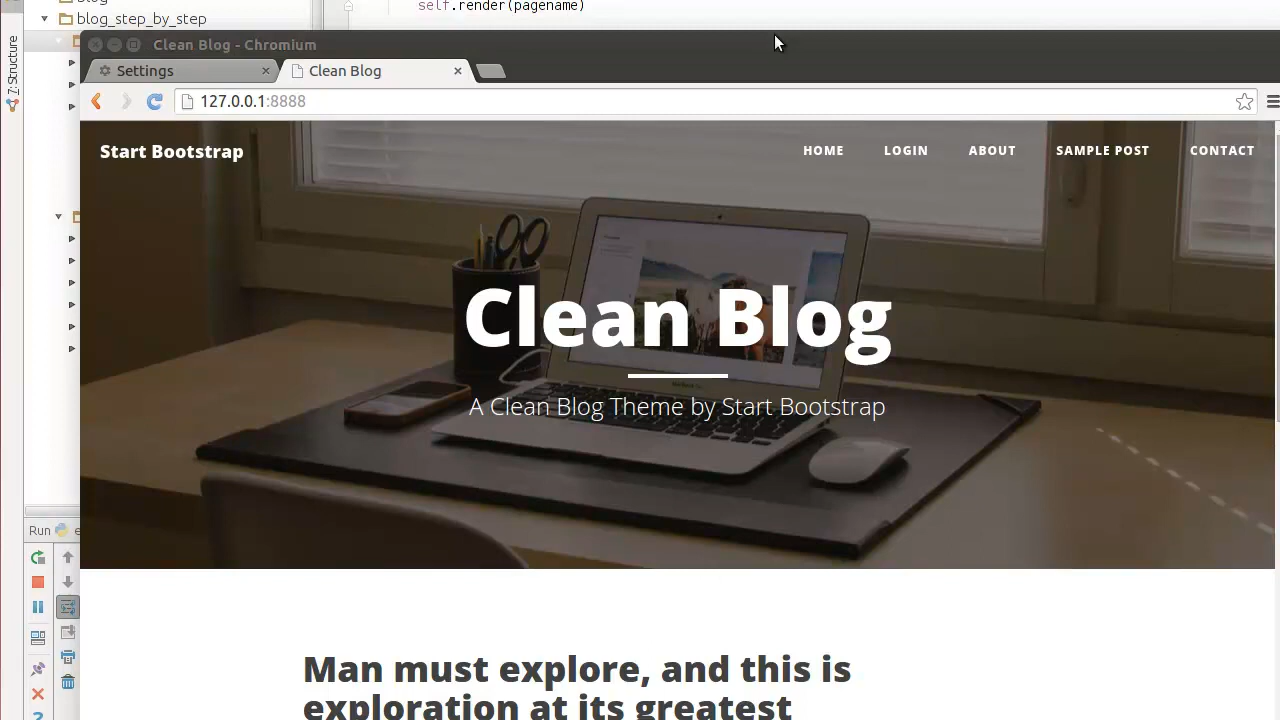 self.render(pagename)
blog_step_by_step
7: Structure
Clean Blog - Chromium
Settings
Clean Blog
127.0.0.1:8888
Start Bootstrap
HOME
LOGIN
ABOUT
SAMPLE POST
CONTACT
Clean Blog
A Clean Blog Theme by Start Bootstrap
Run
Man must explore, and this is
exploration at its greatest